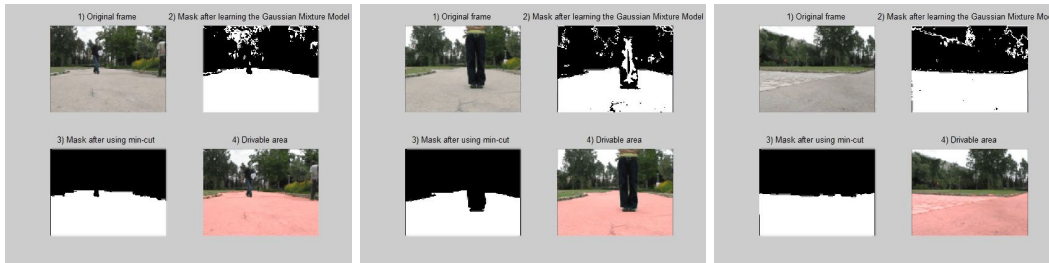 1) Original frame
2) Mask after learning the Gaussian Mixture Model
3) Mask after using min-cut
4) Drivable area
1) Original frame
2) Mask after learning the Gaussian Mixture Model
3) Mask after using min-cut
4) Drivable area
1) Original frame
2) Mask after learning the Gaussian Mixture Mo
3) Mask after using min-cut
4) Drivable area